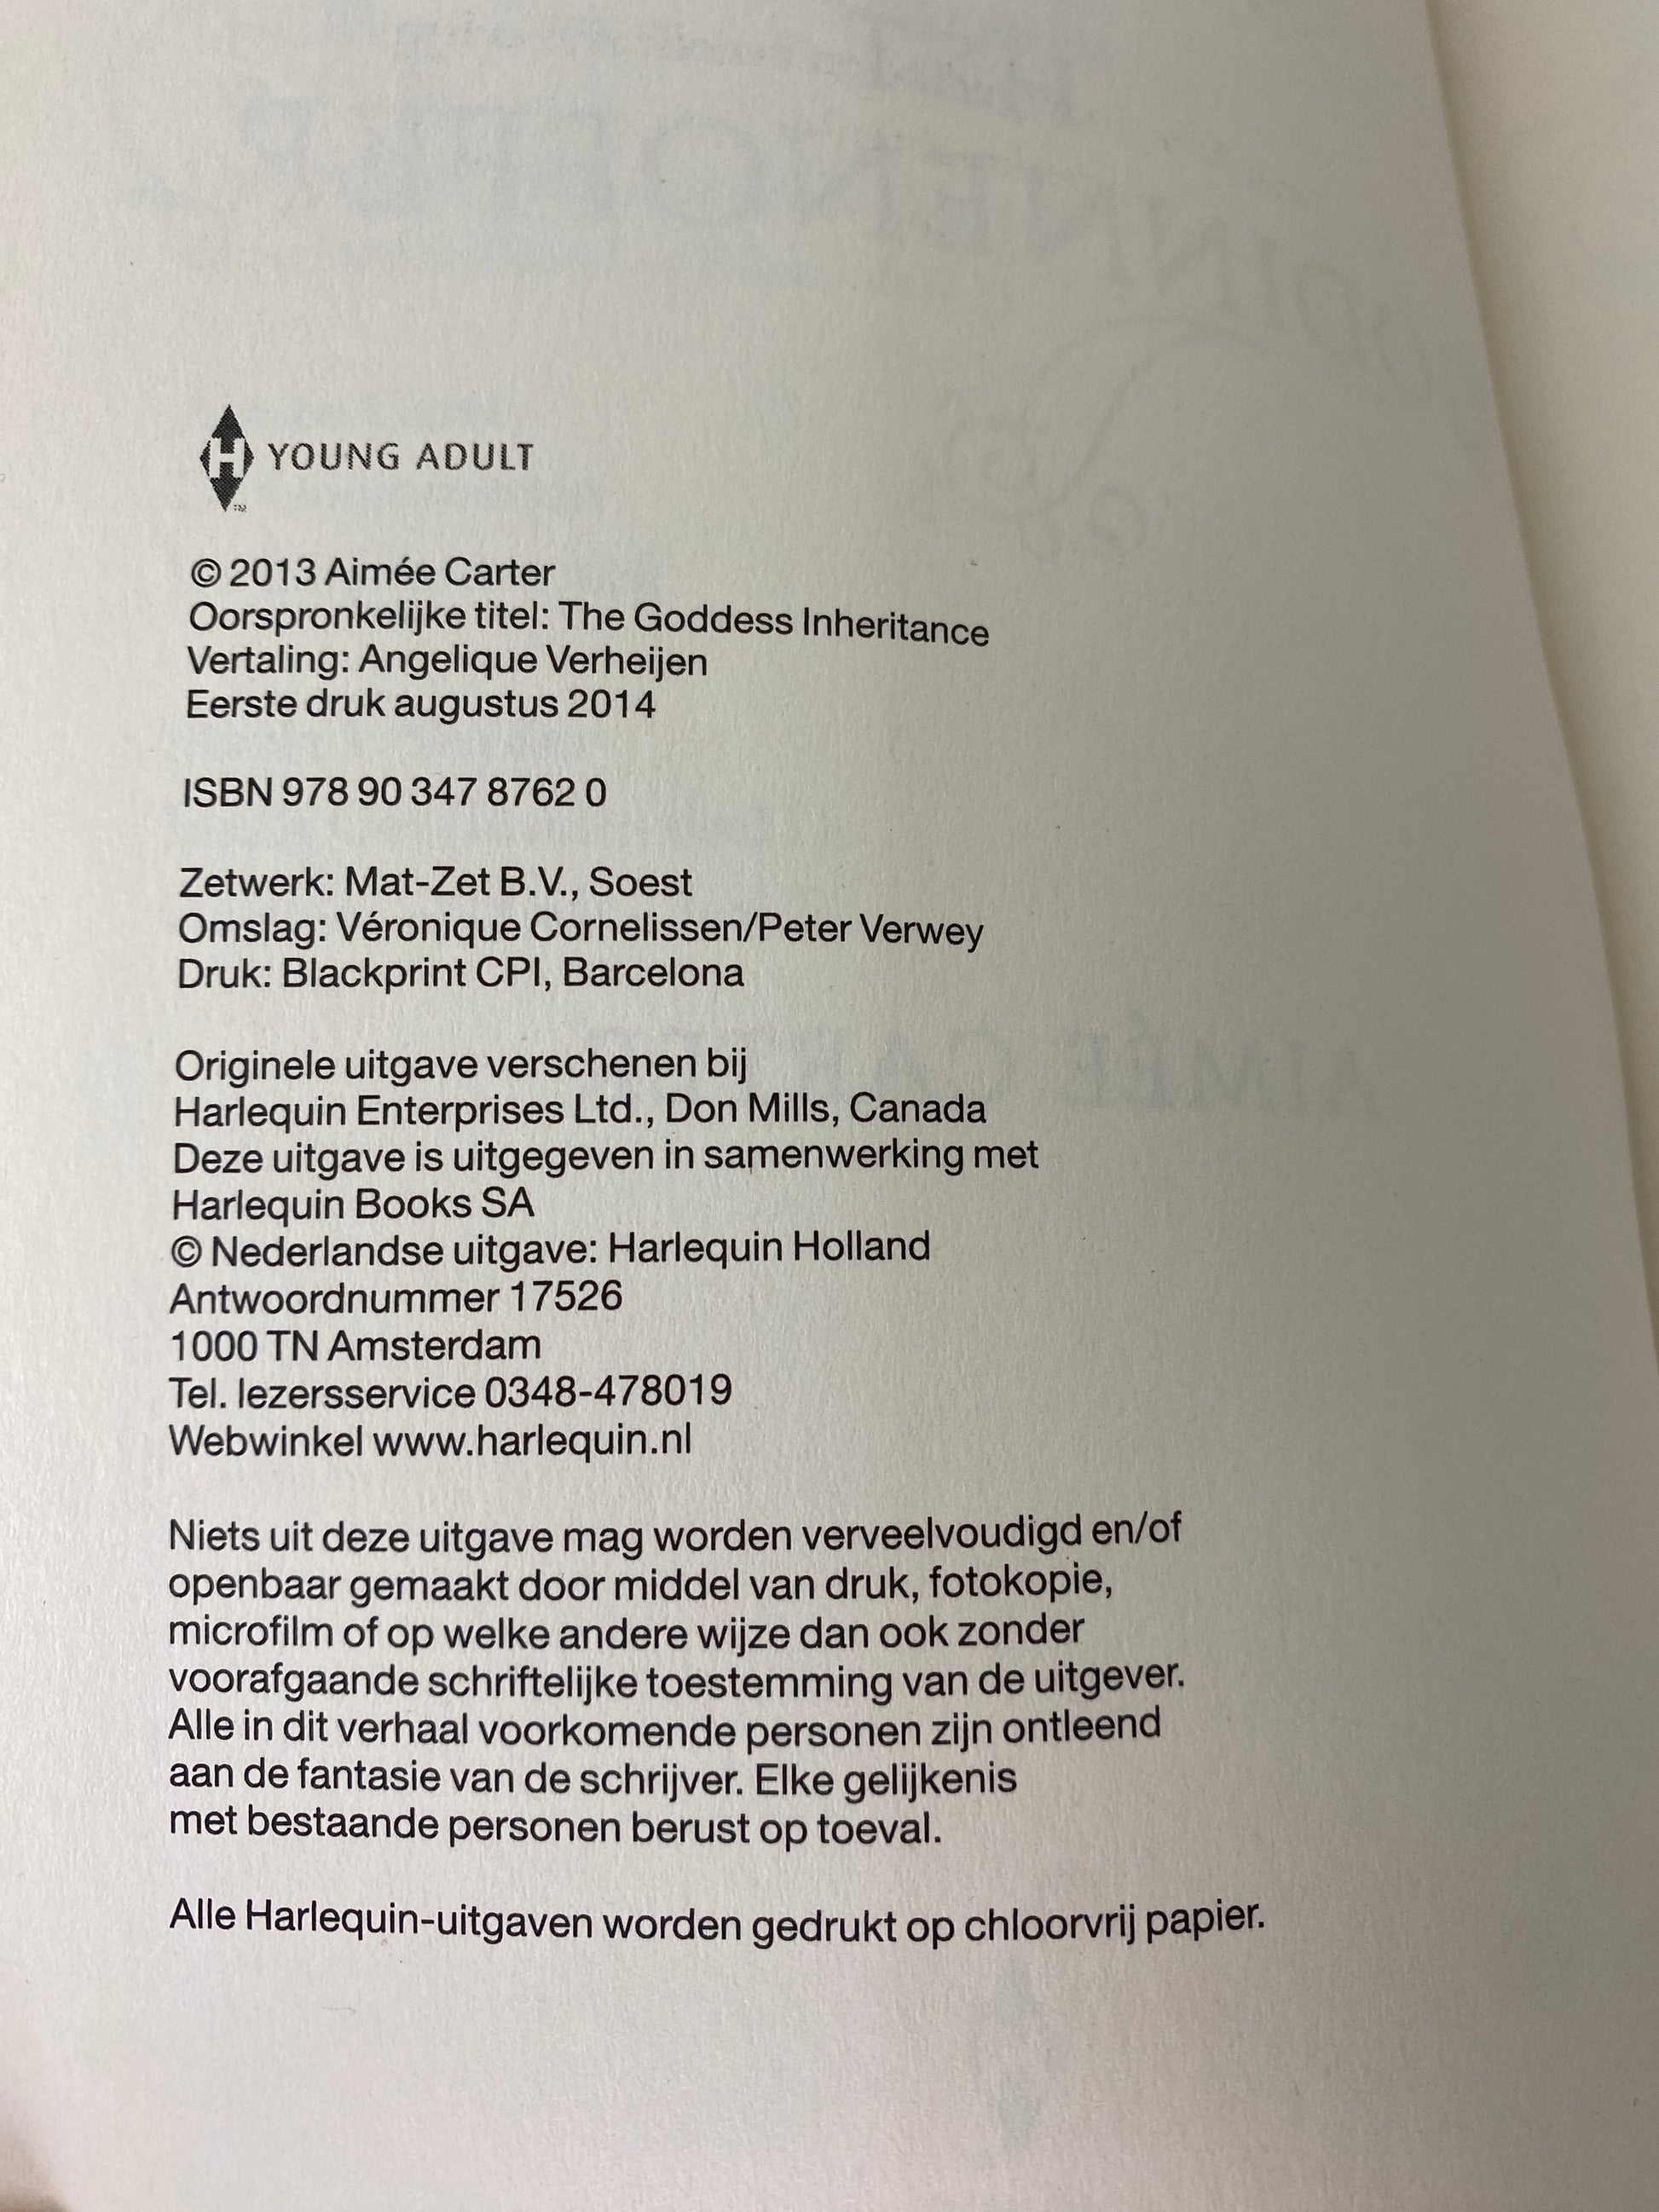 H YOUNG ADULT
TM
© 2013 Aimée Carter
Oorspronkelijke titel: The Goddess Inheritance
Vertaling: Angelique Verheijen
Eerste druk augustus 2014
ISBN 978 90 347 8762 0
Zetwerk: Mat-Zet B.V., Soest
Omslag: Véronique Cornelissen/Peter Verwey
Druk: Blackprint CPI, Barcelona
Originele uitgave verschenen bij
Harlequin Enterprises Ltd., Don Mills, Canada
Deze uitgave is uitgegeven in samenwerking met
Harlequin Books SA
© Nederlandse uitgave: Harlequin Holland
Antwoordnummer 17526
1000 TN Amsterdam
Tel. lezersservice 0348-478019
Webwinkel www.harlequin.nl
Niets uit deze uitgave mag worden verveelvoudigd en/of
openbaar gemaakt door middel van druk, fotokopie,
microfilm of op welke andere wijze dan ook zonder
voorafgaande schriftelijke toestemming van de uitgever.
Alle in dit verhaal voorkomende personen zijn ontleend
aan de fantasie van de schrijver. Elke gelijkenis
met bestaande personen berust op toeval.
Alle Harlequin-uitgaven worden gedrukt op chloorvrij papier.